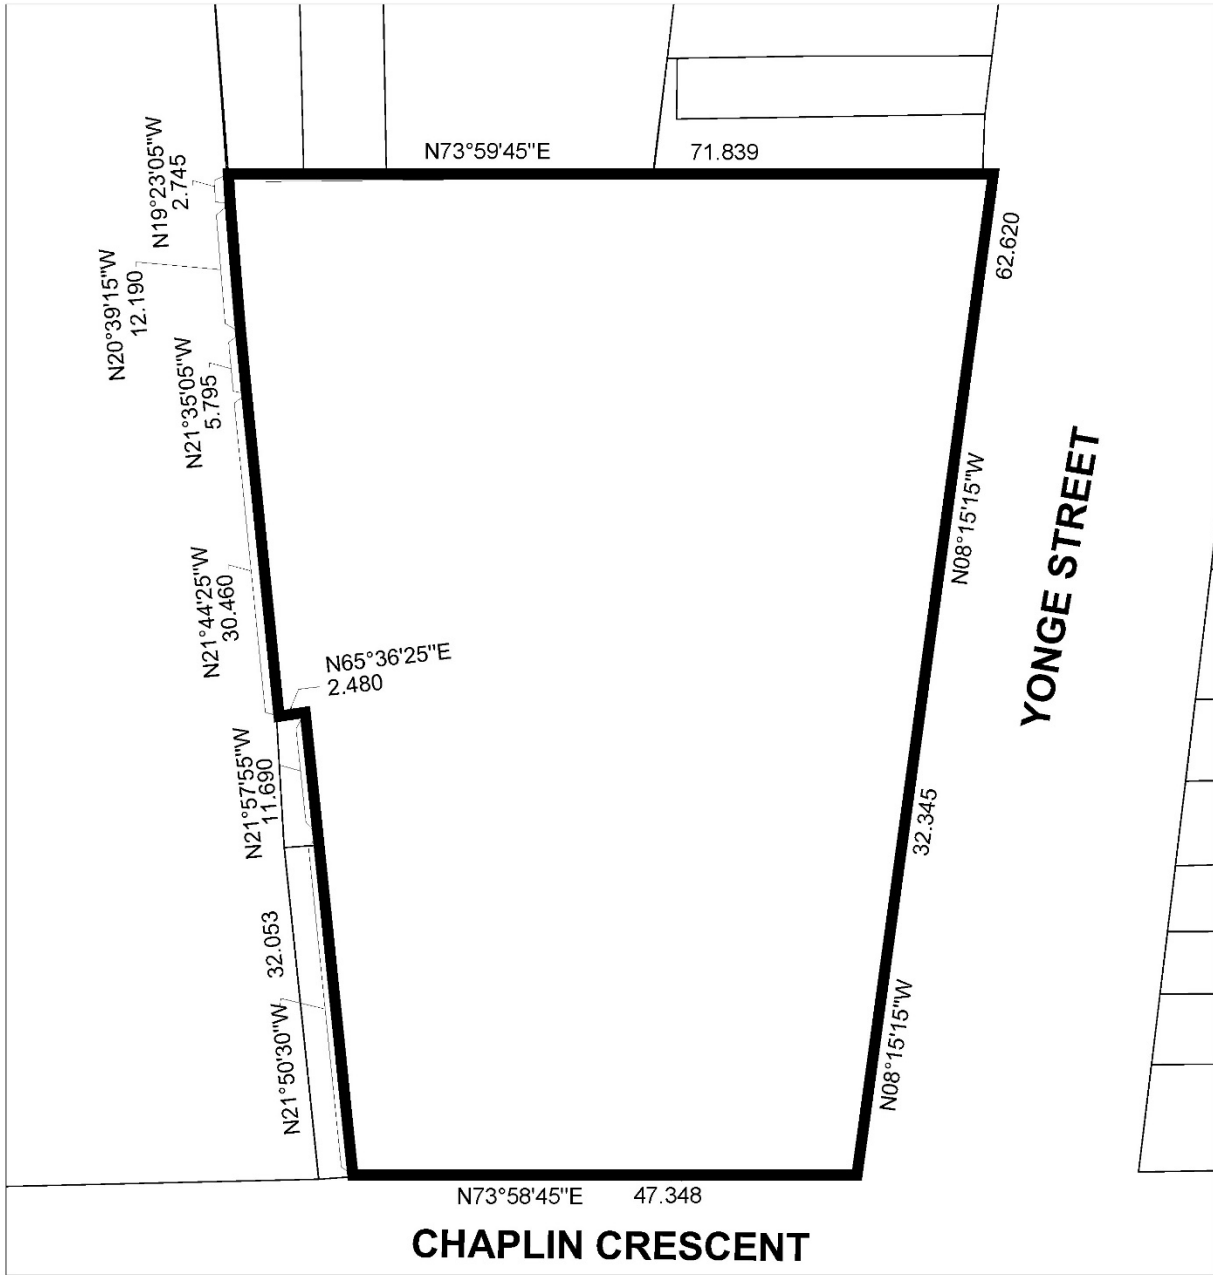 N73°59'45"E 71.839
N19°23'05"W
2.745
62.620
N20°39'15"W
12.190
N21°35'05"W
5.795
N08°15'15"W
YONGE STREET
N21°44'25"W
30.460
N65°36'25"E
2.480
N21°57'55"W
11.690
32.345
32.053
N21°50'30"W
N08°15'15"W
N73°58'45"E 47.348
CHAPLIN CRESCENT